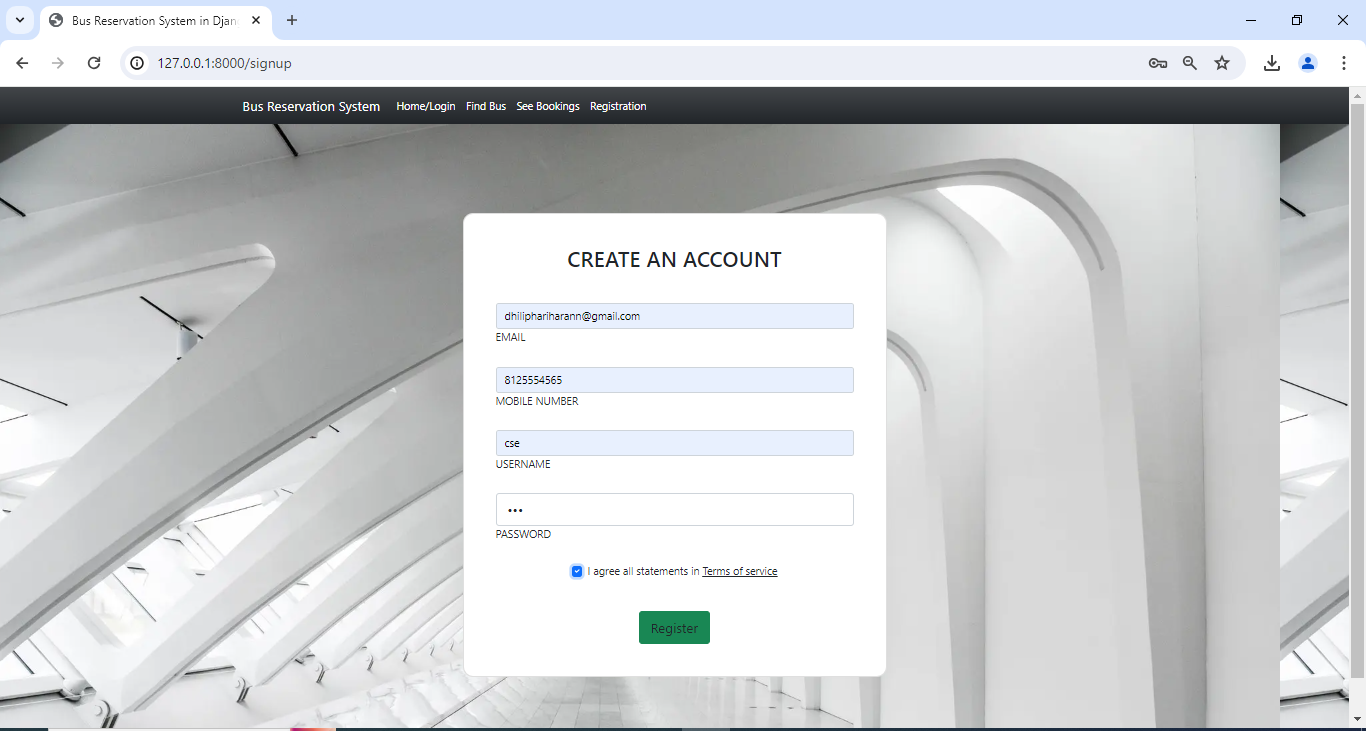 Bus Reservation System in Djan
127.0.0.1:8000/signup
Bus Reservation System Home/Login Find Bus See Bookings Registration
CREATE AN ACCOUNT
dhiliphariharann@gmail.com
EMAIL
8125554565
MOBILE NUMBER
cse
USERNAME
•••
PASSWORD
I agree all statements in Terms of service
Register